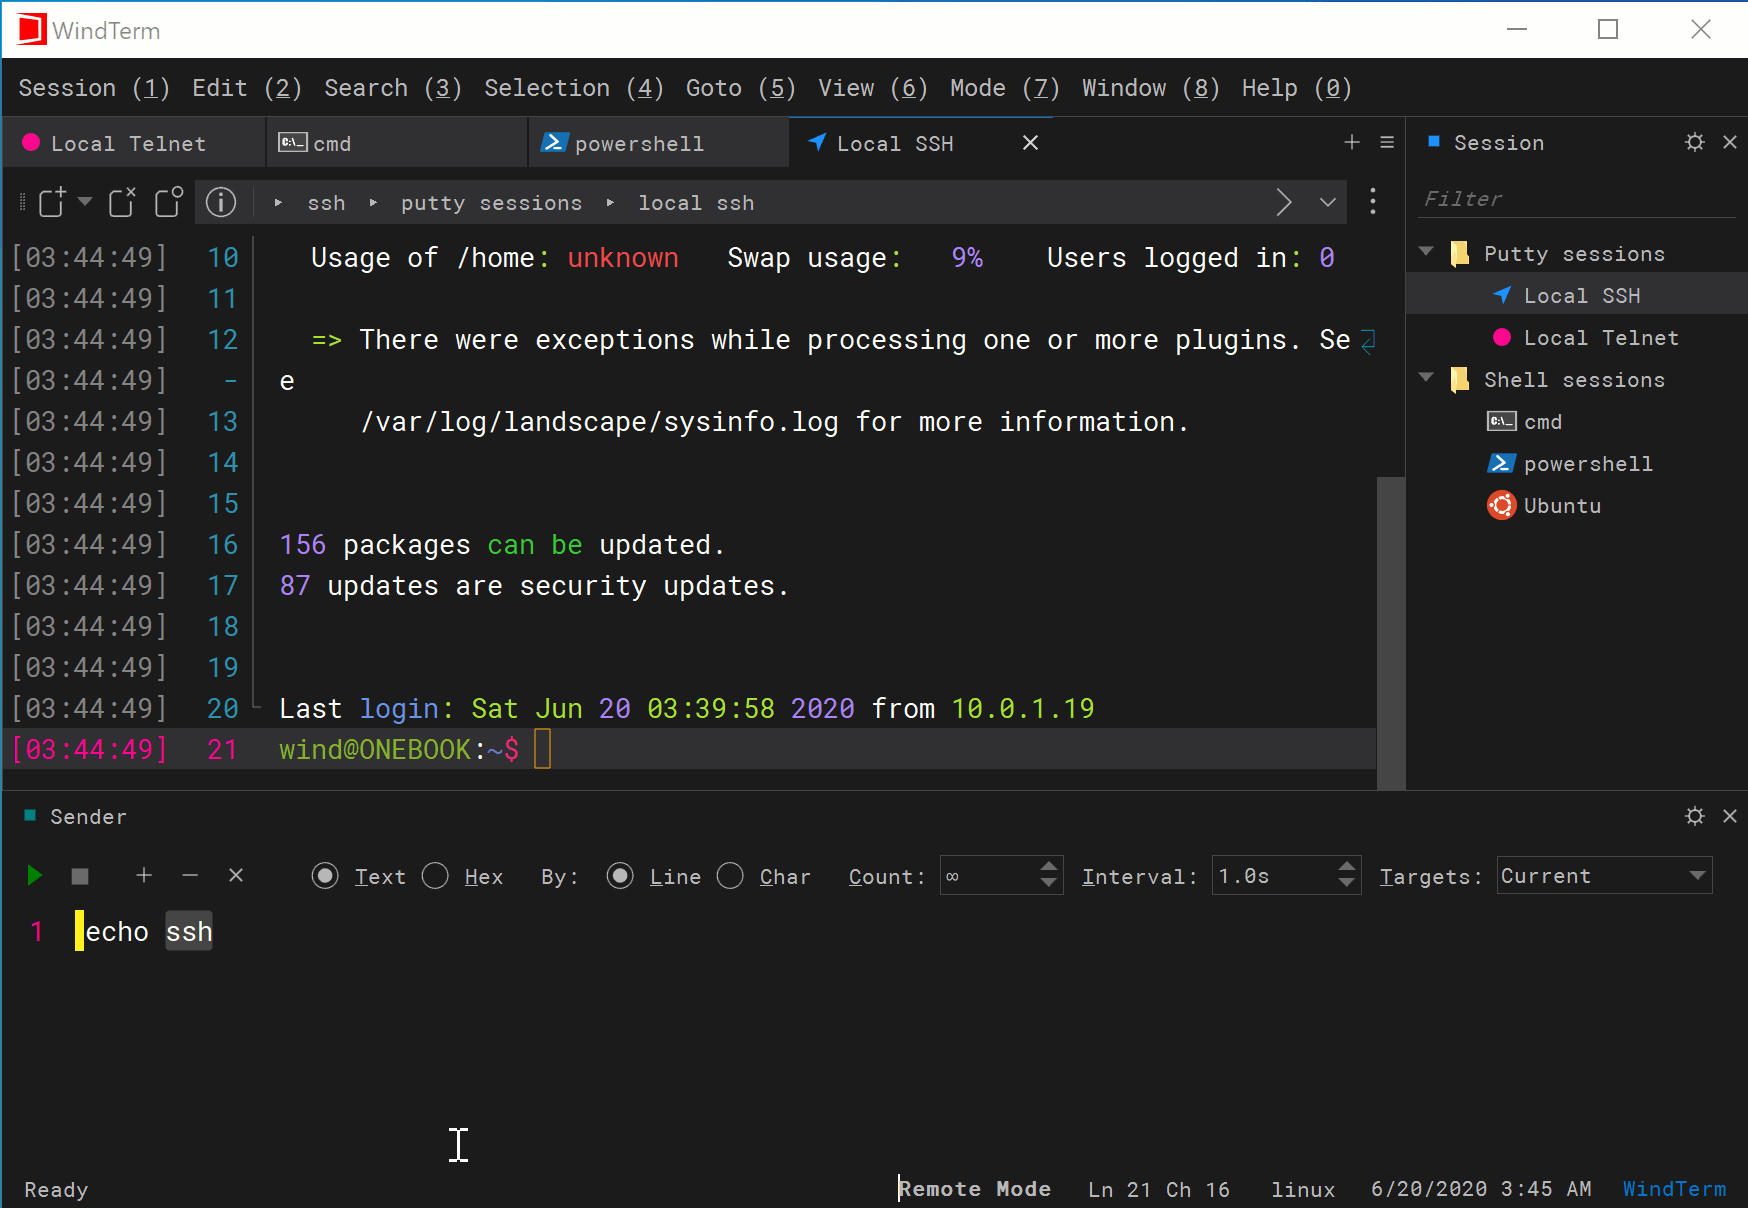 WindTerm
Session (1) Edit (2) Search (3) Selection (4) Goto (5) View (6) Mode (7) Window (8) Help (0)
Local Telnet
cmd
powershell
Local SSH
ssh ▸ putty sessions ▸ local ssh
[03:44:49] 10 Usage of /home: unknown Swap usage: 9% Users logged in: 0
[03:44:49] 11
[03:44:49] 12 => There were exceptions while processing one or more plugins. Se
[03:44:49] - e
[03:44:49] 13 /var/log/landscape/sysinfo.log for more information.
[03:44:49] 14
[03:44:49] 15
[03:44:49] 16 156 packages can be updated.
[03:44:49] 17 87 updates are security updates.
[03:44:49] 18
[03:44:49] 19
[03:44:49] 20 Last login: Sat Jun 20 03:39:58 2020 from 10.0.1.19
[03:44:49] 21 wind@ONEBOOK:~$
Session
Filter
Putty sessions
Local SSH
Local Telnet
Shell sessions
cmd
powershell
Ubuntu
Sender
Text Hex By: Line Char Count: ∞ Interval: 1.0s Targets: Current
1 echo ssh
Ready
Remote Mode Ln 21 Ch 16 linux 6/20/2020 3:45 AM WindTerm